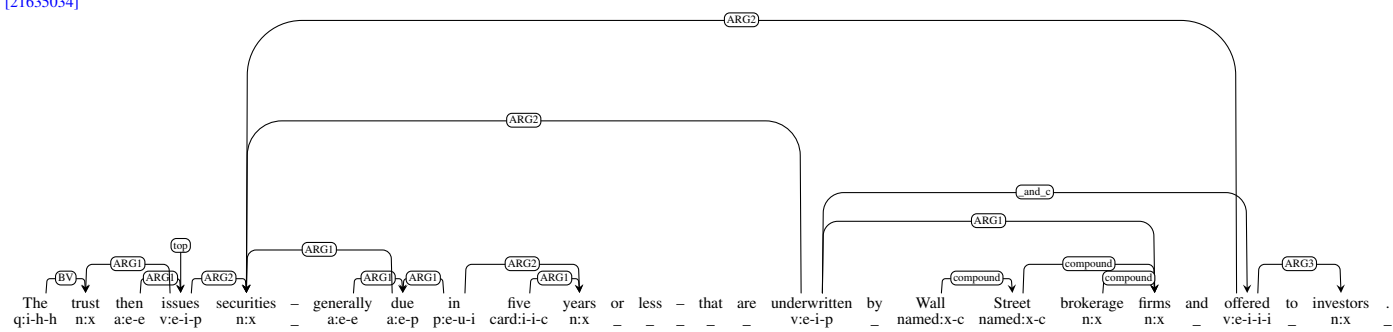 [21635034]
ARG2
ARG2
_and_c
ARG1
top
ARG1
BV ARG1 ARG1 ARG2 ARG1 ARG1 ARG2 ARG1 compound compound compound ARG3
The trust then issues securities – generally due in five years or less – that are underwritten by Wall Street brokerage firms and offered to investors .
q:i-h-h n:x a:e-e v:e-i-p n:x _ a:e-e a:e-p p:e-u-i card:i-i-c n:x _ _ _ _ _ v:e-i-p _ named:x-c named:x-c n:x n:x _ v:e-i-i-i _ n:x _